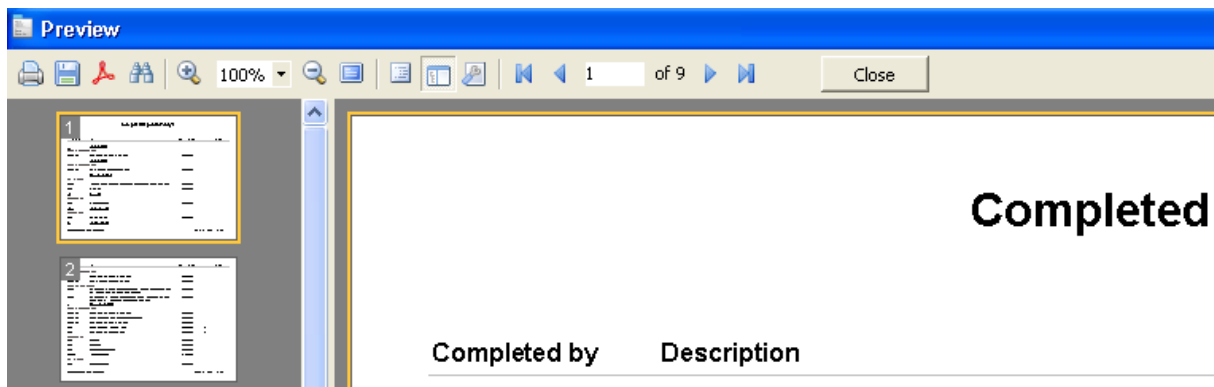 Preview
100% 1 of 9 Close
1
Completed
2
Completed by Description